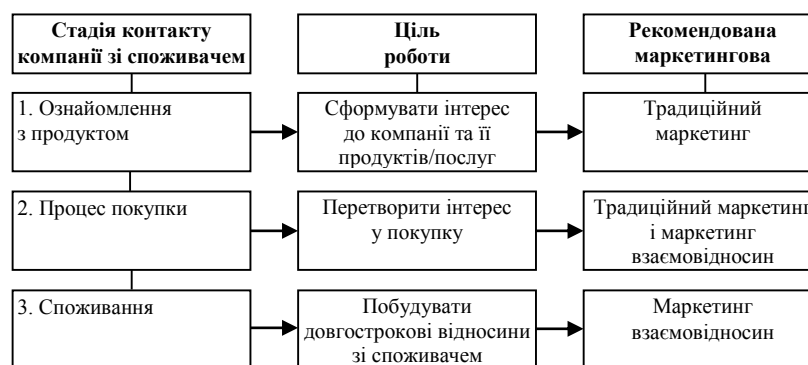 Стадія контакту
компанії зі споживачем
Ціль
роботи
Рекомендована
маркетингова
1. Ознайомлення
з продуктом
Сформувати інтерес
до компанії та її
продуктів/послуг
Традиційний
маркетинг
2. Процес покупки
Перетворити інтерес
у покупку
Традиційний маркетинг
і маркетинг
взаємовідносин
3. Споживання
Побудувати
довгострокові відносини
зі споживачем
Маркетинг
взаємовідносин